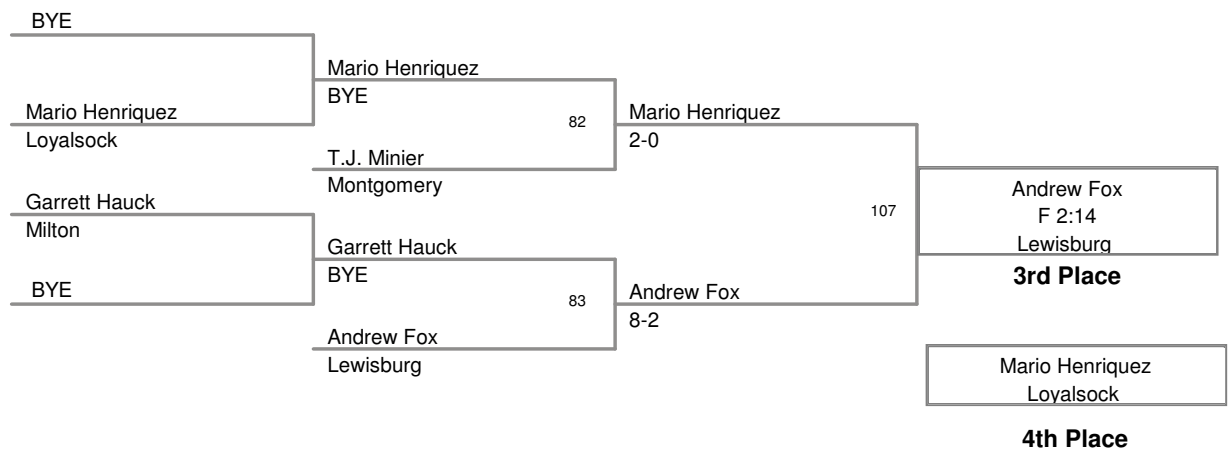 BYE
Mario Henriquez
Loyalsock
Garrett Hauck
Milton
BYE
Mario Henriquez
BYE
82
T.J. Minier
Montgomery
Garrett Hauck
BYE
83
Andrew Fox
Lewisburg
Mario Henriquez
2-0
107
Andrew Fox
8-2
Andrew Fox
F 2:14
Lewisburg
3rd Place
Mario Henriquez
Loyalsock
4th Place